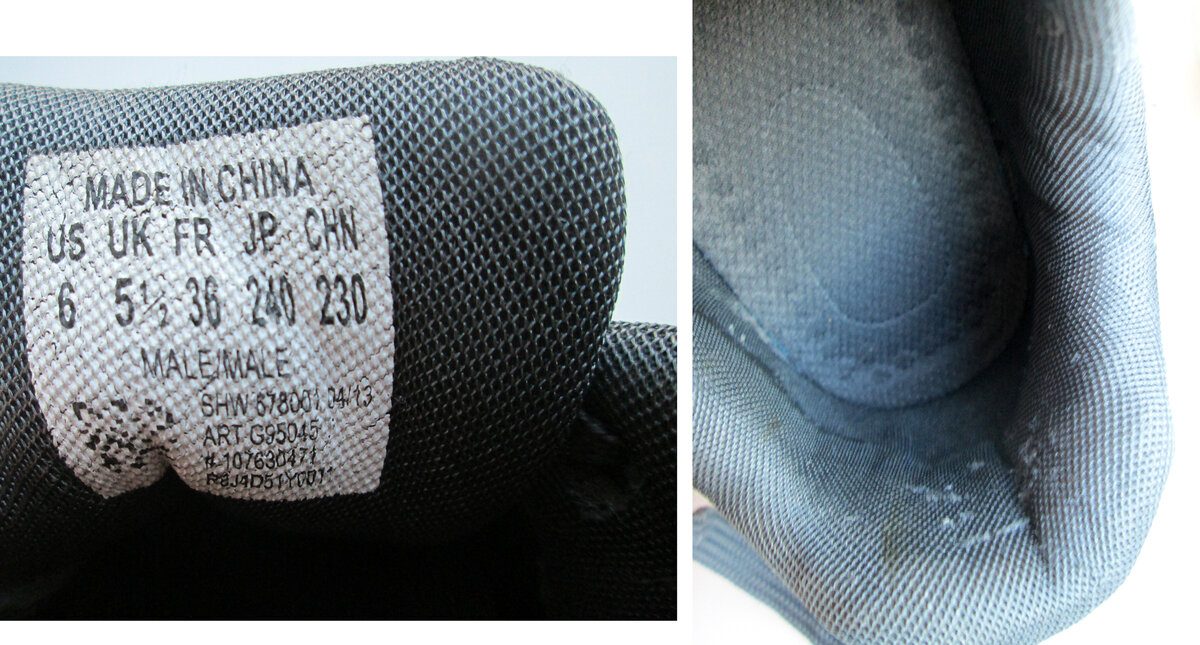 MADE IN CHINA
US UK FR JP CHN
6 5½ 36 240 230
MALE/MALE
SHW 678001 04/13
ART G95045
# 107630471